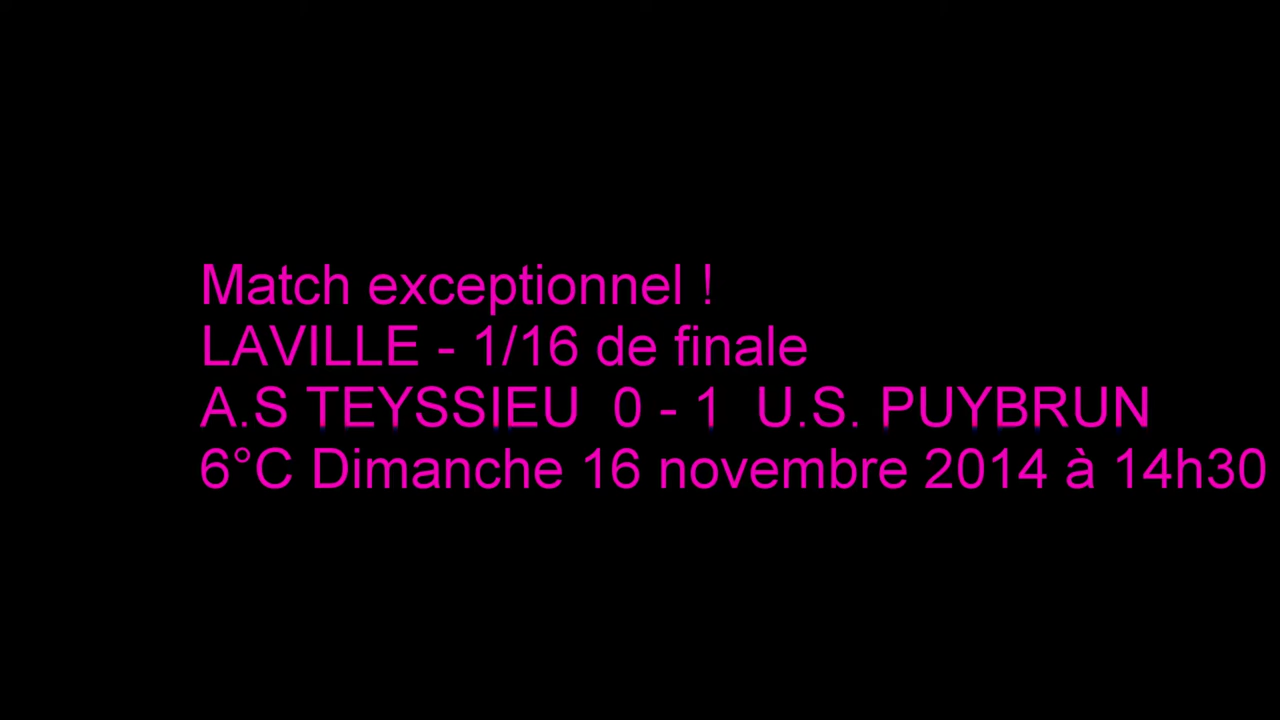 Match exceptionnel !
LAVILLE - 1/16 de finale
A.S TEYSSIEU 0 - 1 U.S. PUYBRUN
6°C Dimanche 16 novembre 2014 à 14h30